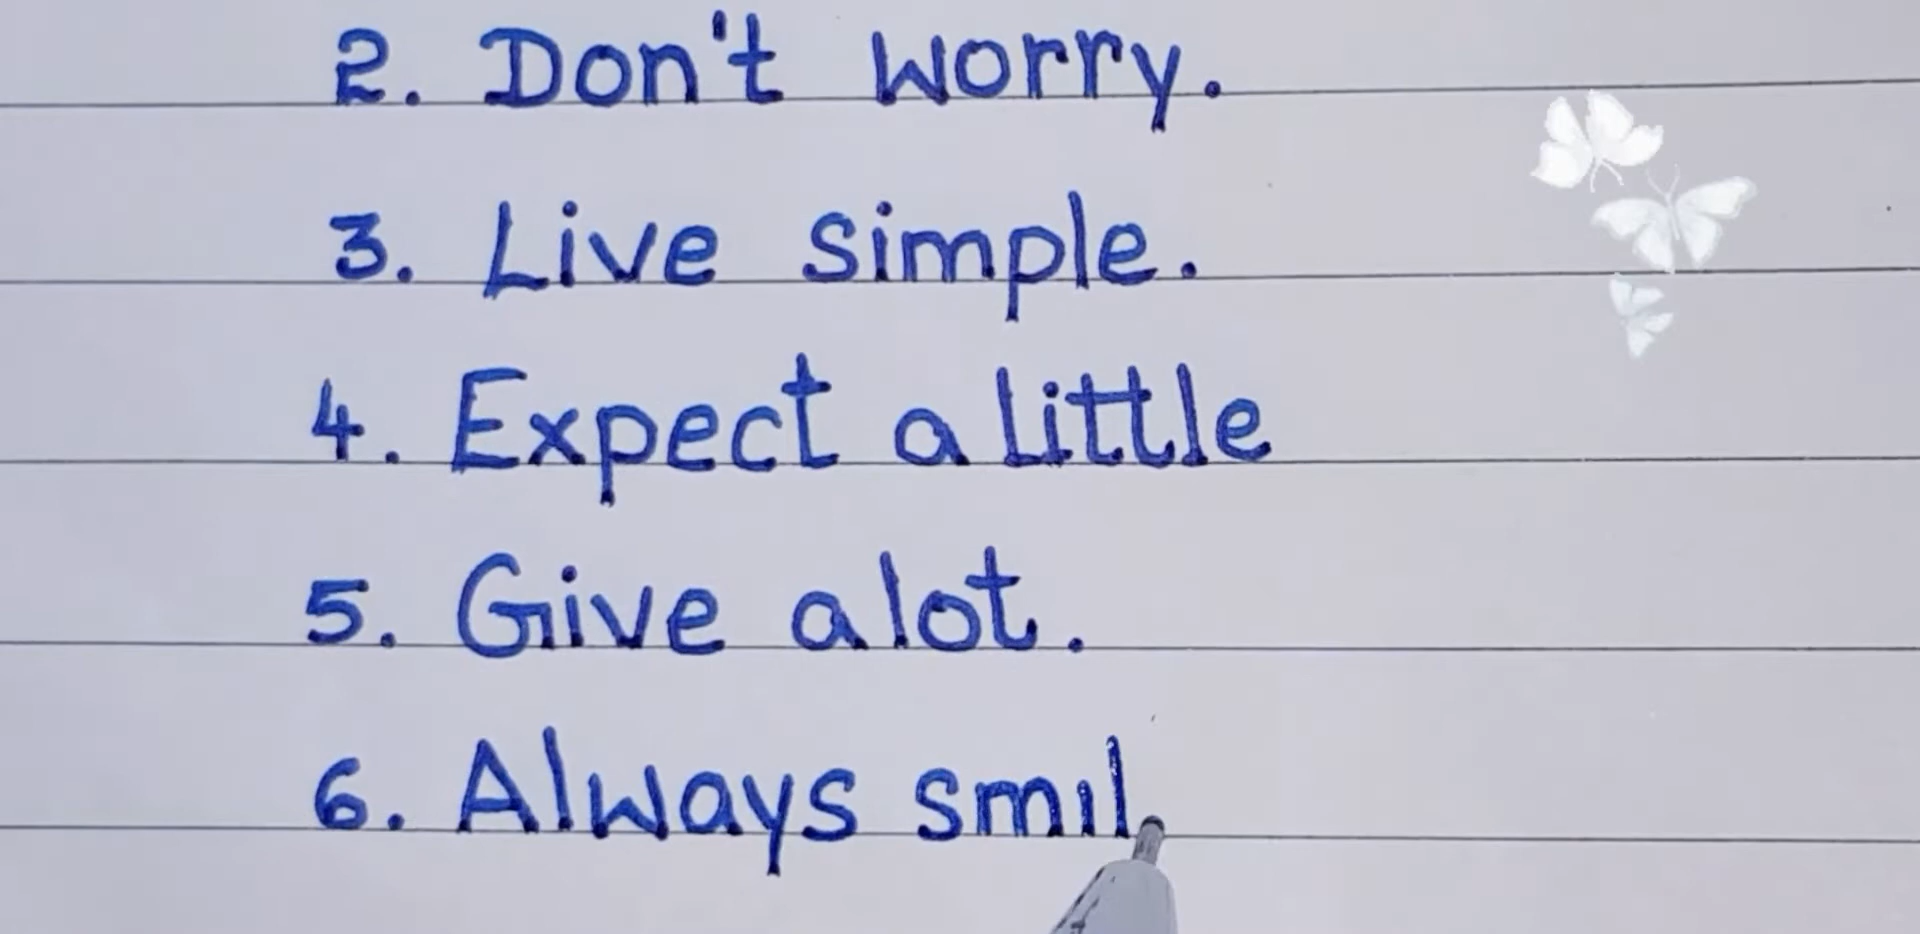 2. Don't worry.
3. Live simple.
4. Expect a little
5. Give alot.
6. Always smil